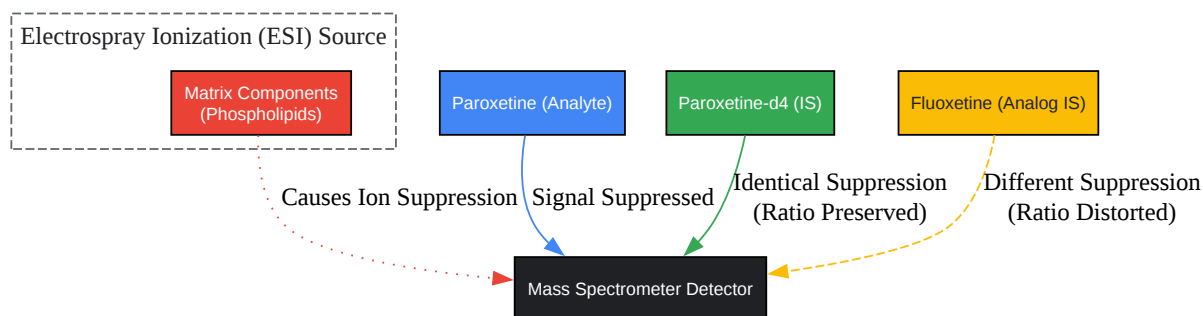 Electrospray Ionization (ESI) Source
Matrix Components
(Phospholipids)
Paroxetine (Analyte)
Paroxetine-d4 (IS)
Fluoxetine (Analog IS)
Causes Ion Suppression
Signal Suppressed
Identical Suppression
(Ratio Preserved)
Different Suppression
(Ratio Distorted)
Mass Spectrometer Detector